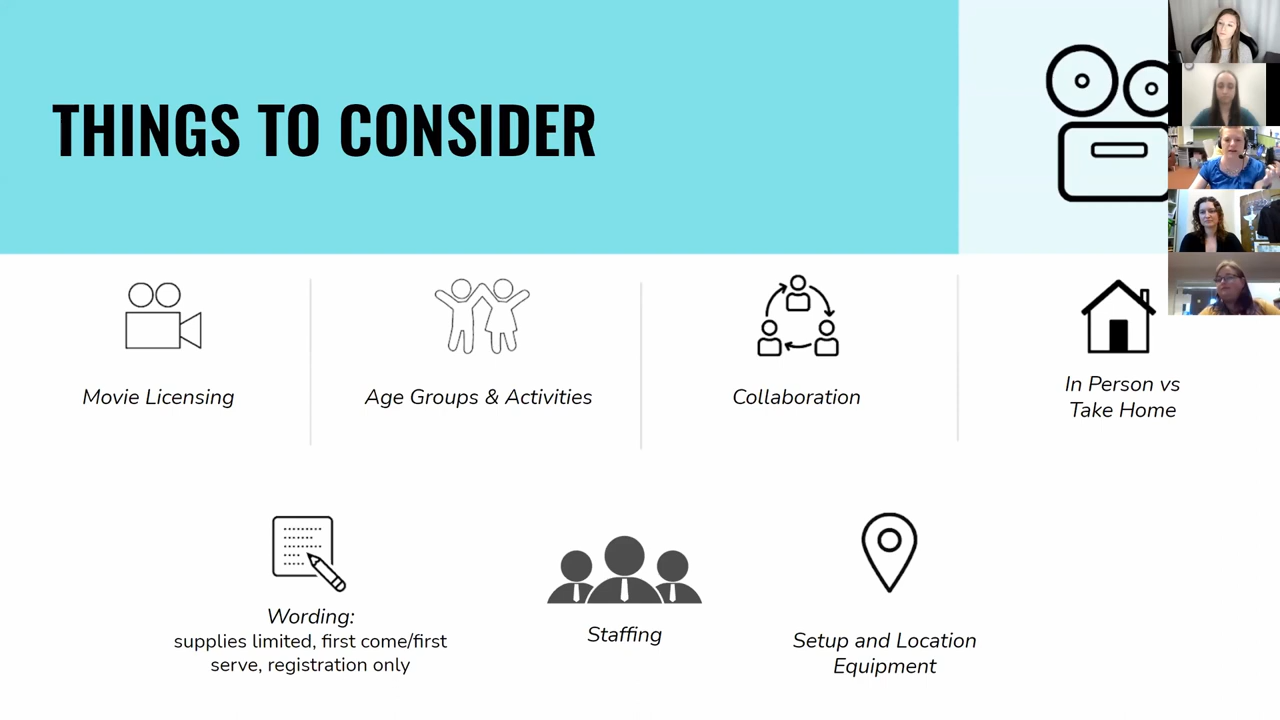 THINGS TO CONSIDER
Movie Licensing
Age Groups & Activities
Collaboration
In Person vs
Take Home
Wording:
supplies limited, first come/first
serve, registration only
Staffing
Setup and Location
Equipment